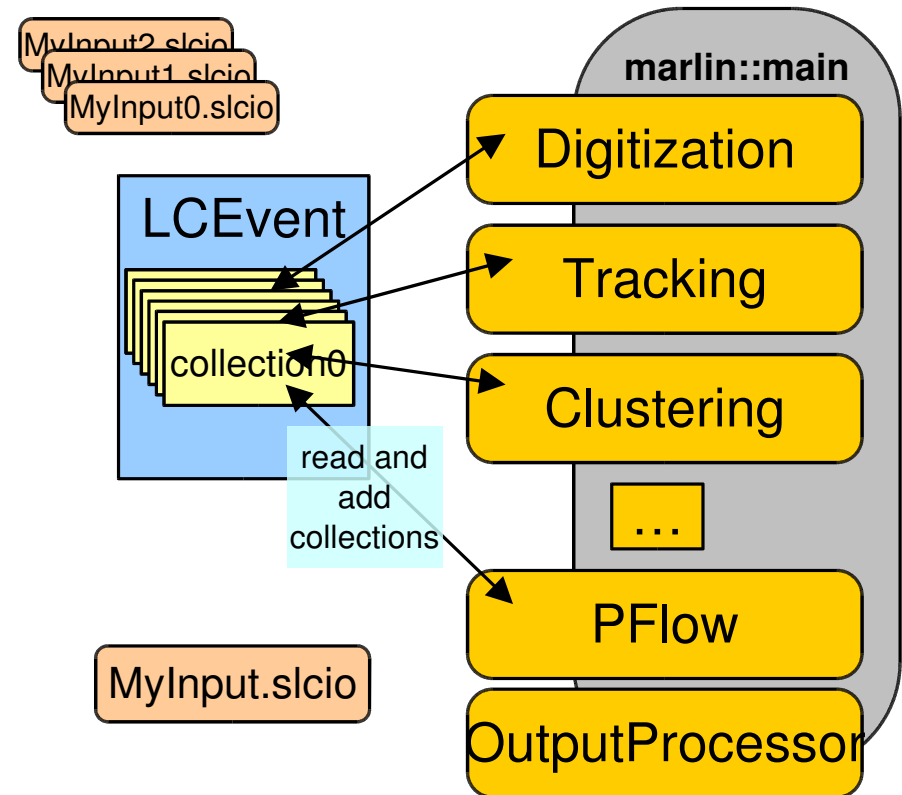 MyInput2.slcio
MyInput1.slcio
MyInput0.slcio
marlin::main
Digitization
LCEvent
Tracking
collection0
Clustering
read and
add
collections
...
PFlow
MyInput.slcio
OutputProcessor